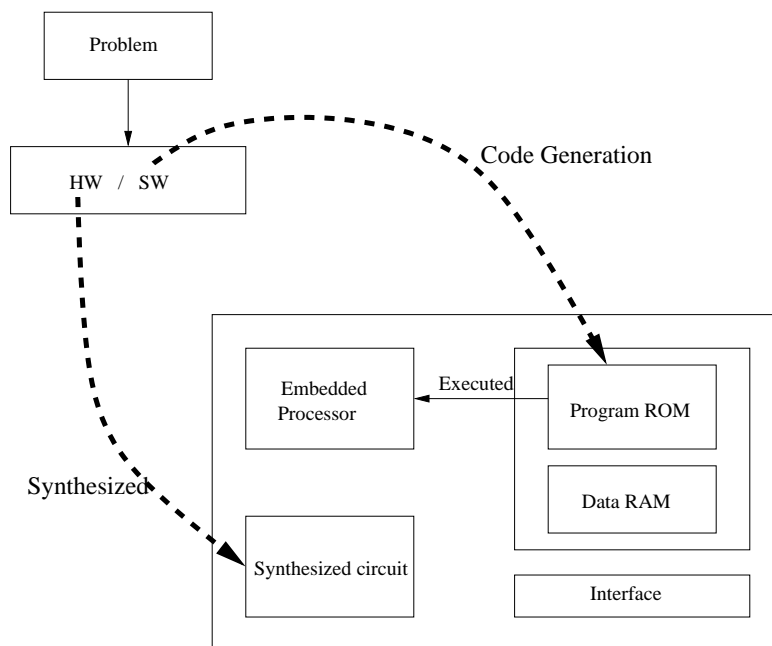 Problem
HW / SW
Code Generation
Embedded
Processor
Executed
Program ROM
Data RAM
Synthesized
Synthesized circuit
Interface